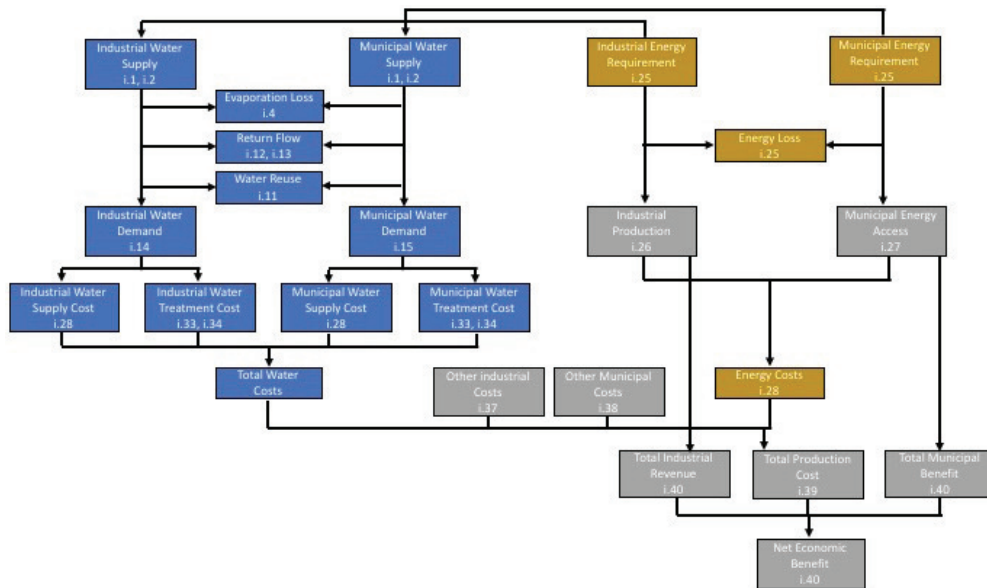 Industrial Water
Supply
i.1, i.2
Municipal Water
Supply
i.1, i.2
Industrial Energy
Requirement
i.25
Municipal Energy
Requirement
i.25
Evaporation Loss
i.4
Return Flow
i.12, i.13
Energy Loss
i.25
Water Reuse
i.11
Industrial Water
Demand
i.14
Municipal Water
Demand
i.15
Industrial
Production
i.26
Municipal Energy
Access
i.27
Industrial Water
Supply Cost
i.28
Industrial Water
Treatment Cost
i.33, i.34
Municipal Water
Supply Cost
i.28
Municipal Water
Treatment Cost
i.33, i.34
Total Water
Costs
Other industrial
Costs
i.37
Other Municipal
Costs
i.38
Energy Costs
i.28
Total Industrial
Revenue
i.40
Total Production
Cost
i.39
Total Municipal
Benefit
i.40
Net Economic
Benefit
i.40